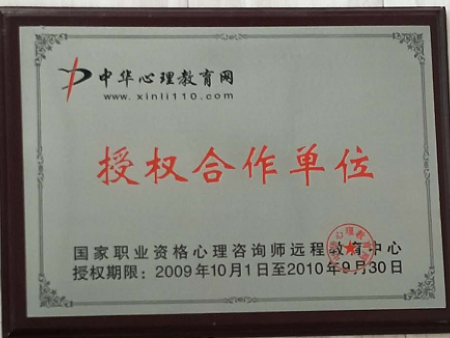 中华心理教育网
www.xinli110.com
授权合作单位
国家职业资格心理咨询师远程教育中心
授权期限：2009年10月1日至2010年9月30日